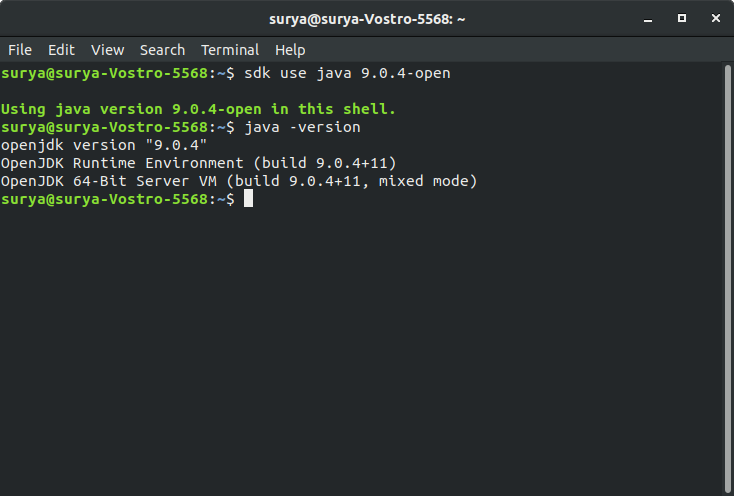 surya@surya-Vostro-5568: ~
File Edit View Search Terminal Help
surya@surya-Vostro-5568:~$ sdk use java 9.0.4-open
Using java version 9.0.4-open in this shell.
surya@surya-Vostro-5568:~$ java -version
openjdk version "9.0.4"
OpenJDK Runtime Environment (build 9.0.4+11)
OpenJDK 64-Bit Server VM (build 9.0.4+11, mixed mode)
surya@surya-Vostro-5568:~$